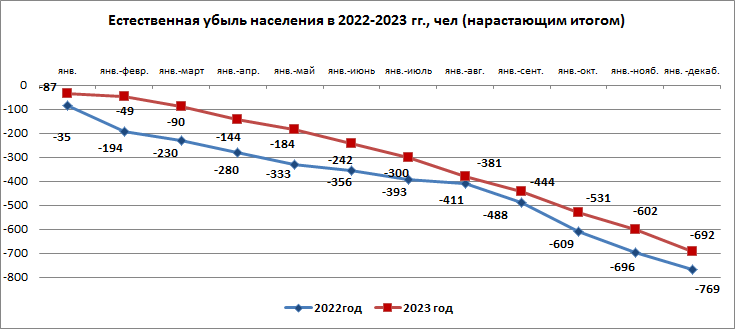 Естественная убыль населения в 2022-2023 гг., чел (нарастающим итогом)
янв. янв.-февр. янв.-март янв.-апр. янв.-май янв.-июнь янв.-июль янв.-авг. янв.-сент. янв.-окт. янв.-нояб. янв.-декаб.
0
-100
-200
-300
-400
-500
-600
-700
-800
-87 -49 -90 -144 -184 -242 -300 -381 -444 -531 -602 -692
-35 -194 -230 -280 -333 -356 -393 -411 -488 -609 -696 -769
2022год 2023 год